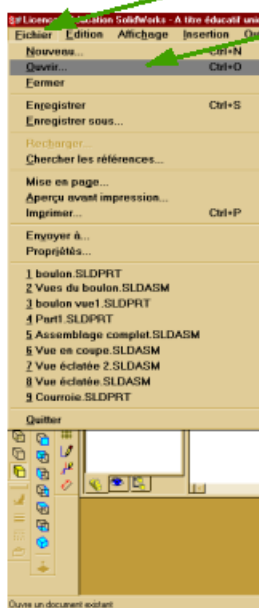 Licence Education SolidWorks - A titre éducatif uni
Fichier Edition Affichage Insertion Ou
Nouveau... Ctrl+N
Ouvrir... Ctrl+O
Fermer
Enregistrer Ctrl+S
Enregistrer sous...
Recharger...
Chercher les références...
Mise en page...
Aperçu avant impression...
Imprimer... Ctrl+P
Envoyer à...
Propriétés...
1 boulon.SLDPRT
2 Vues du boulon.SLDASM
3 boulon vue1.SLDPRT
4 Part1.SLDPRT
5 Assemblage complet.SLDASM
6 Vue en coupe.SLDASM
7 Vue éclatée 2.SLDASM
8 Vue éclatée.SLDASM
9 Courroie.SLDPRT
Quitter
Ouvre un document existant